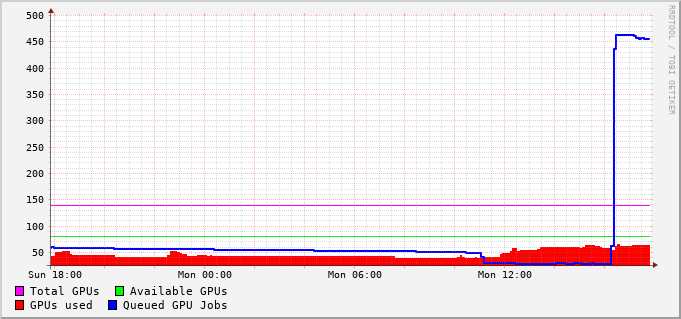 500
450
400
350
300
250
200
150
100
50
Sun 18:00 Mon 00:00 Mon 06:00 Mon 12:00
Total GPUs Available GPUs
GPUs used Queued GPU Jobs
RRDTOOL / TOBI OETIKER